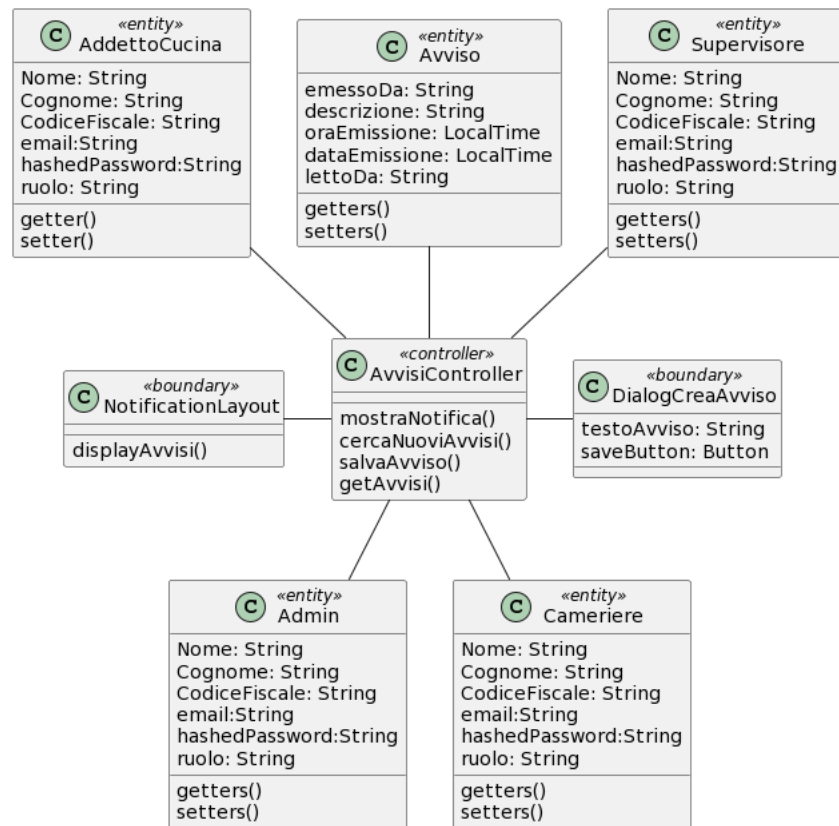 «entity»
C AddettoCucina
Nome: String
Cognome: String
CodiceFiscale: String
email:String
hashedPassword:String
ruolo: String
getter()
setter()
«entity»
C Avviso
emessoDa: String
descrizione: String
oraEmissione: LocalTime
dataEmissione: LocalTime
lettoDa: String
getters()
setters()
«entity»
C Supervisore
Nome: String
Cognome: String
CodiceFiscale: String
email:String
hashedPassword:String
ruolo: String
getters()
setters()
«boundary»
C NotificationLayout
displayAvvisi()
«controller»
C AvvisiController
mostraNotifica()
cercaNuoviAvvisi()
salvaAvviso()
getAvvisi()
«boundary»
C DialogCreaAvviso
testoAvviso: String
saveButton: Button
«entity»
C Admin
Nome: String
Cognome: String
CodiceFiscale: String
email:String
hashedPassword:String
ruolo: String
getters()
setters()
«entity»
C Cameriere
Nome: String
Cognome: String
CodiceFiscale: String
email:String
hashedPassword:String
ruolo: String
getters()
setters()